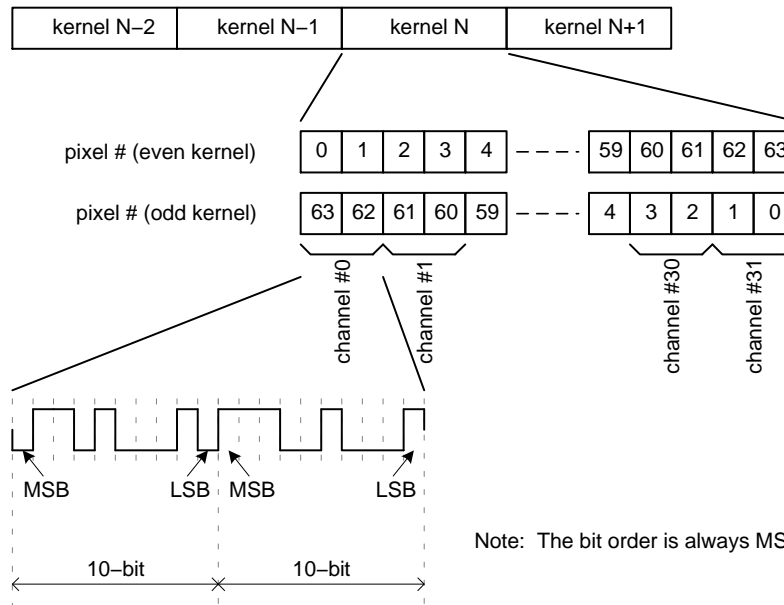 kernel N−2 kernel N−1 kernel N kernel N+1
pixel # (even kernel) 0 1 2 3 4 59 60 61 62 63
pixel # (odd kernel) 63 62 61 60 59 4 3 2 1 0
channel #0 channel #1 channel #30 channel #31
MSB LSB MSB LSB
Note: The bit order is always MS
10−bit 10−bit